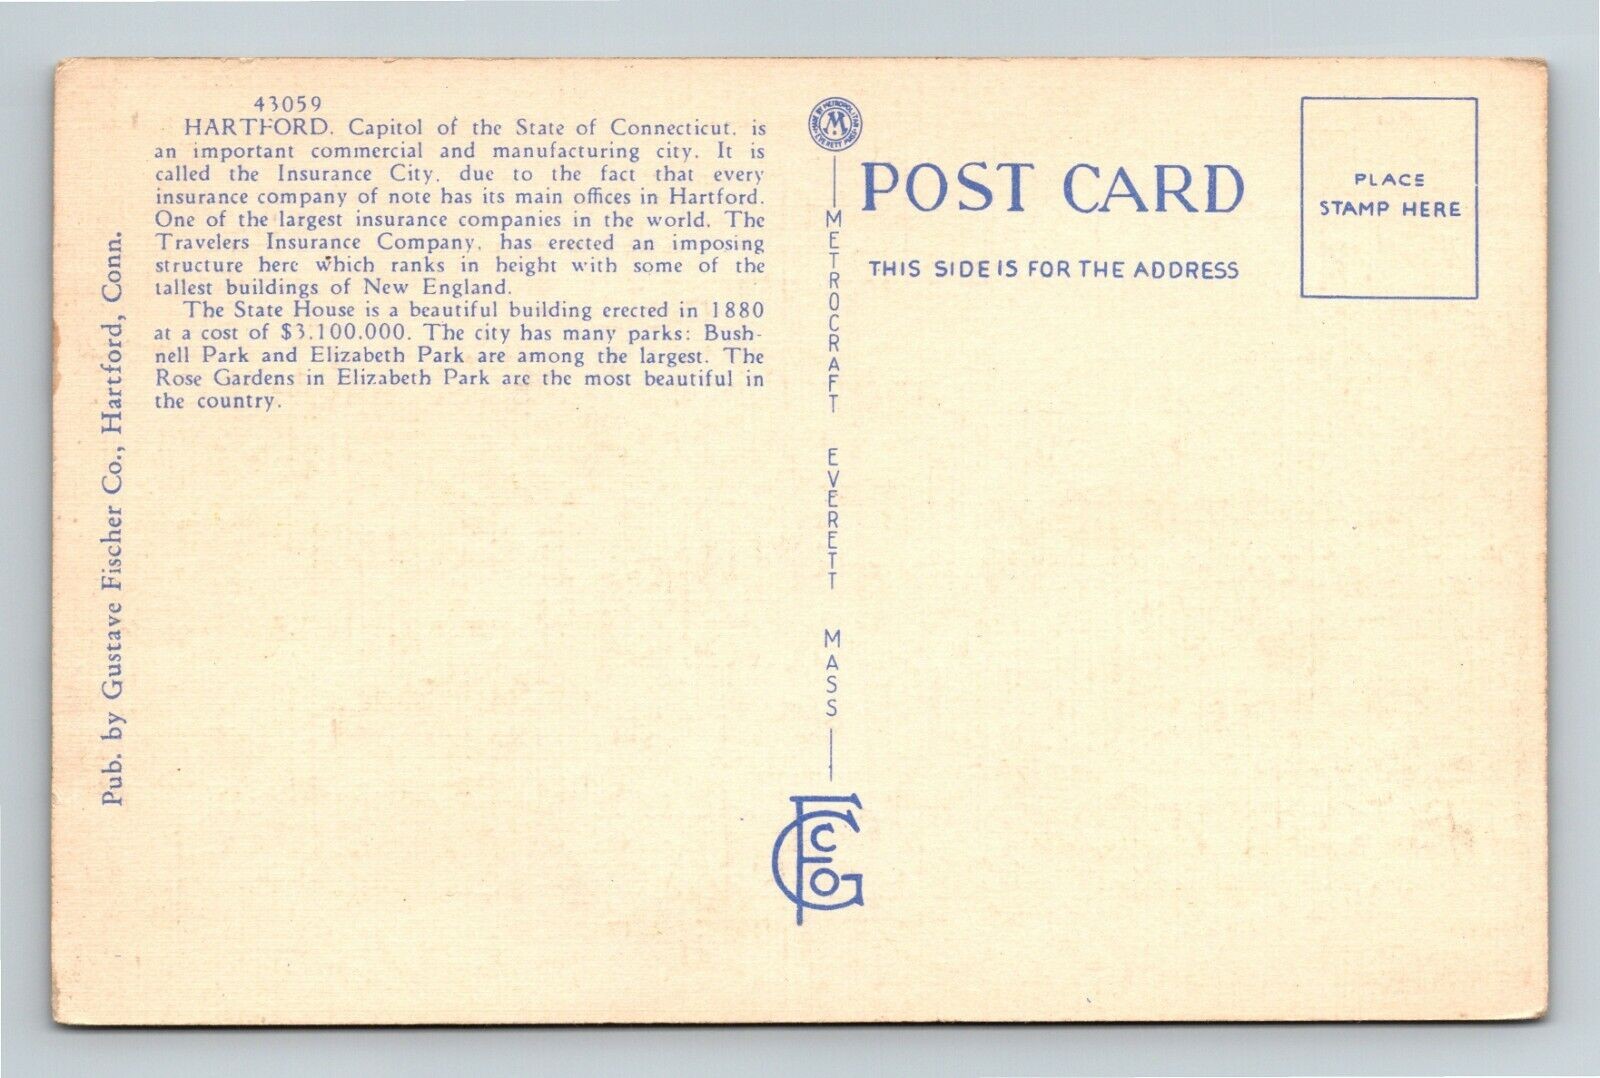 43059
HARTFORD, Capitol of the State of Connecticut, is
an important commercial and manufacturing city. It is
called the Insurance City, due to the fact that every
insurance company of note has its main offices in Hartford.
One of the largest insurance companies in the world, The
Travelers Insurance Company, has erected an imposing
structure here which ranks in height with some of the
tallest buildings of New England.
The State House is a beautiful building erected in 1880
at a cost of $3,100,000. The city has many parks: Bush-
nell Park and Elizabeth Park are among the largest. The
Rose Gardens in Elizabeth Park are the most beautiful in
the country.
Pub. by Gustave Fischer Co., Hartford, Conn.
MADE BY METROPOLITAN
EVERETT MASS
M
METROCRAFT EVERETT MASS
GF CO
POST CARD
THIS SIDE IS FOR THE ADDRESS
PLACE
STAMP HERE